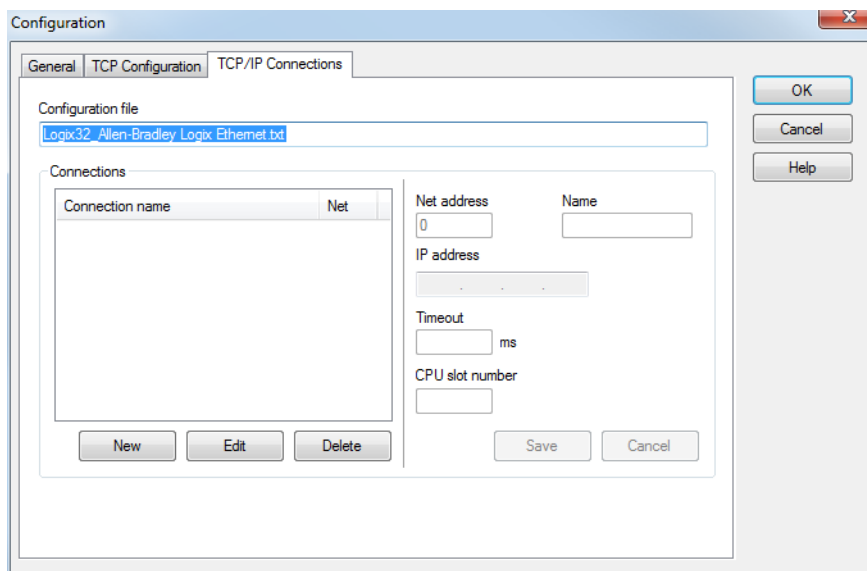 Configuration
General TCP Configuration TCP/IP Connections
Configuration file
Logix32_Allen-Bradley Logix Ethernet.txt
Connections
Connection name Net
New Edit Delete
Net address Name
0
IP address
. . .
Timeout
ms
CPU slot number
Save Cancel
OK
Cancel
Help